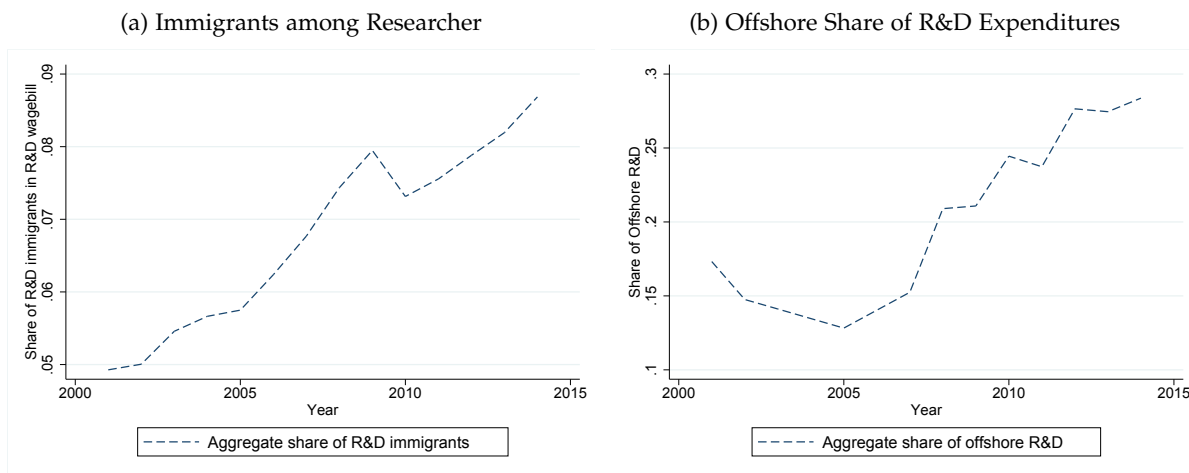 (a) Immigrants among Researcher
Share of R&D immigrants in R&D wagebill
.09
.08
.07
.06
.05
2000
2005
2010
2015
Year
Aggregate share of R&D immigrants
(b) Offshore Share of R&D Expenditures
Share of Offshore R&D
.3
.25
.2
.15
.1
2000
2005
2010
2015
Year
Aggregate share of offshore R&D